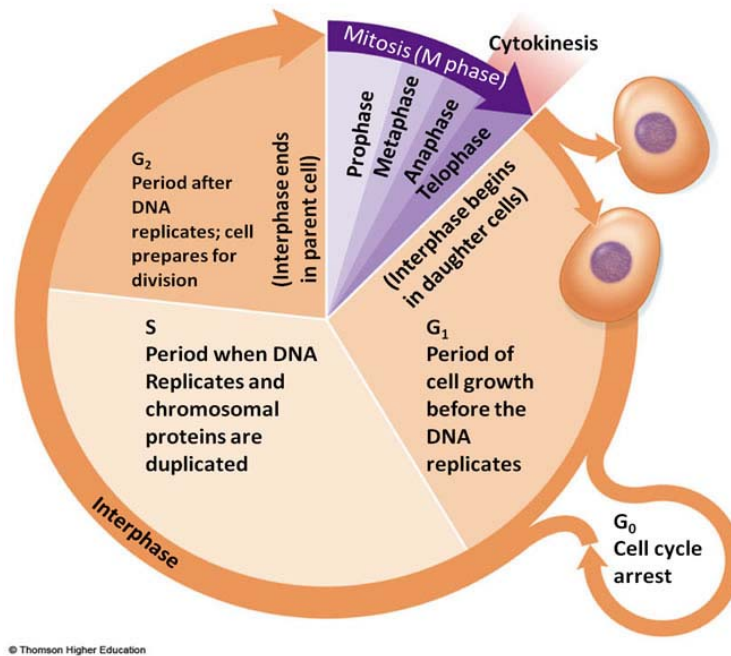 Mitosis (M phase)
Cytokinesis
Prophase
Metaphase
Anaphase
Telophase
G₂
Period after
DNA
replicates; cell
prepares for
division
(Interphase ends
in parent cell)
(Interphase begins
in daughter cells)
S
Period when DNA
Replicates and
chromosomal
proteins are
duplicated
G₁
Period of
cell growth
before the
DNA
replicates
Interphase
G₀
Cell cycle
arrest
© Thomson Higher Education